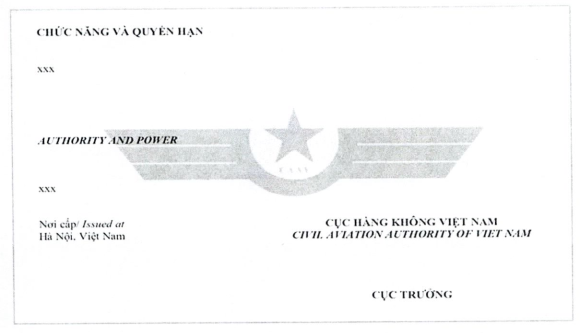 CHỨC NĂNG VÀ QUYỀN HẠN
xxx
AUTHORITY AND POWER
xxx
Nơi cấp/ Issued at
Hà Nội, Việt Nam
CỤC HÀNG KHÔNG VIỆT NAM
CIVIL AVIATION AUTHORITY OF VIET NAM
CỤC TRƯỞNG